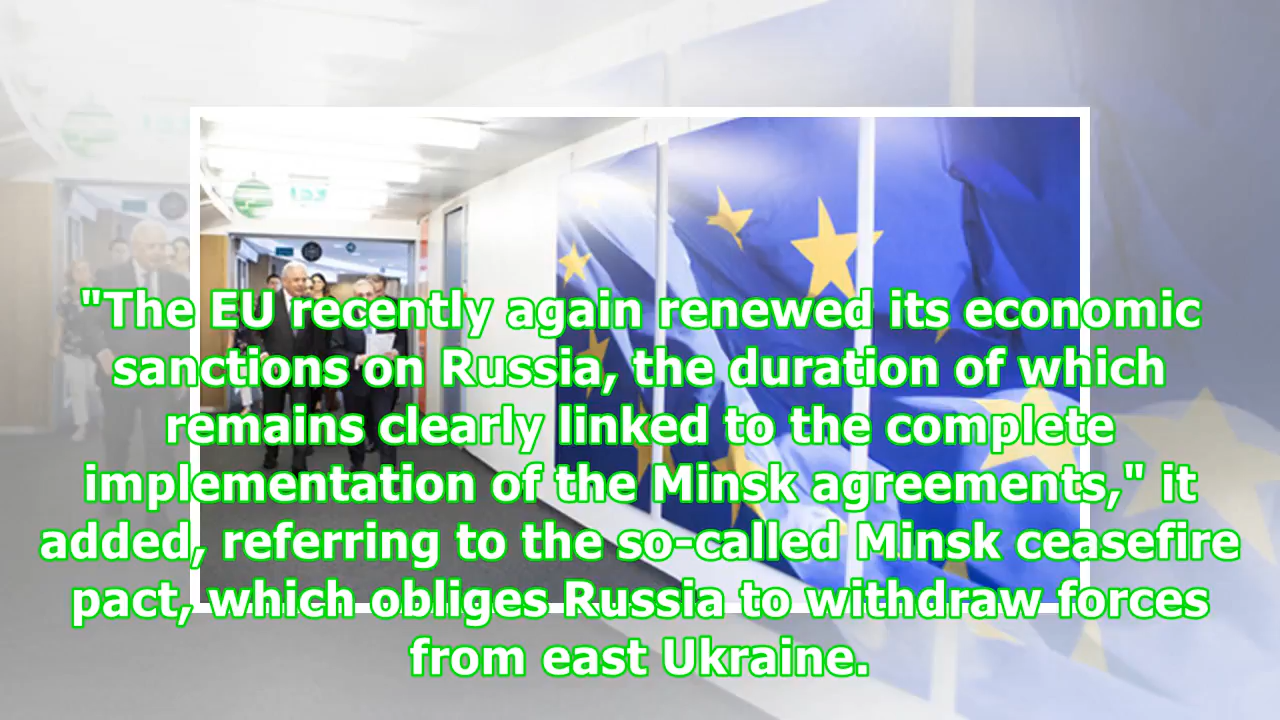 "The EU recently again renewed its economic
sanctions on Russia, the duration of which
remains clearly linked to the complete
implementation of the Minsk agreements," it
added, referring to the so-called Minsk ceasefire
pact, which obliges Russia to withdraw forces
from east Ukraine.